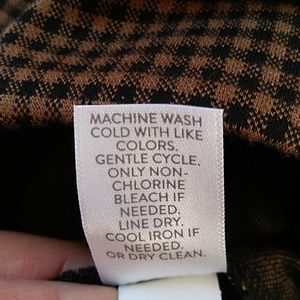 MACHINE WASH
COLD WITH LIKE
COLORS.
GENTLE CYCLE.
ONLY NON-
CHLORINE
BLEACH IF
NEEDED.
LINE DRY.
COOL IRON IF
NEEDED.
OR DRY CLEAN.